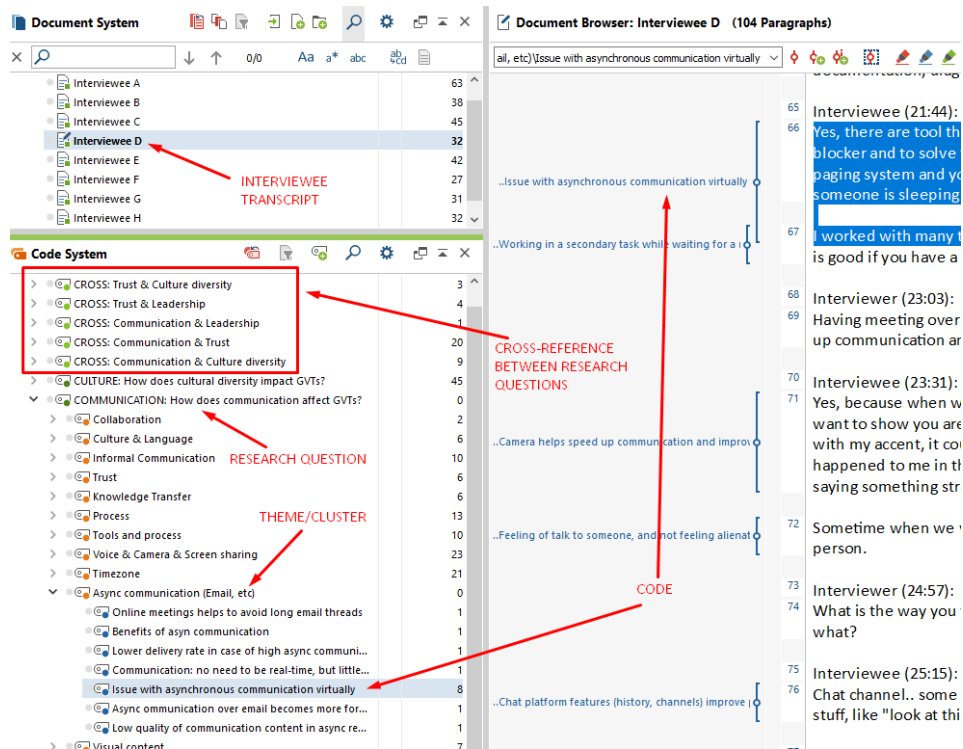 Document System
0/0
Aa
a*
abc
Interviewee A 63
Interviewee B 38
Interviewee C 45
Interviewee D 32
Interviewee E 42
Interviewee F 27
Interviewee G 31
Interviewee H 32
INTERVIEWEE
TRANSCRIPT
Code System
CROSS: Trust & Culture diversity 3
CROSS: Trust & Leadership 4
CROSS: Communication & Leadership 1
CROSS: Communication & Trust 20
CROSS: Communication & Culture diversity 9
CULTURE: How does cultural diversity impact GVTs? 45
COMMUNICATION: How does communication affect GVTs? 0
Collaboration 2
Culture & Language 6
Informal Communication 10
RESEARCH QUESTION
Trust 6
Knowledge Transfer 6
Process 13
THEME/CLUSTER
Tools and process 10
Voice & Camera & Screen sharing 23
Timezone 21
Async communication (Email, etc) 0
Online meetings helps to avoid long email threads 1
Benefits of asyn communication 1
Lower delivery rate in case of high async communi... 1
Communication: no need to be real-time, but little... 1
Issue with asynchronous communication virtually 8
Async ommunication over email becomes more for... 1
Low quality of communication content in async re... 1
Visual content 7
Document Browser: Interviewee D (104 Paragraphs)
ail, etc)\Issue with asynchronous communication virtually
65 Interviewee (21:44):
66 Yes, there are tool th
blocker and to solve
paging system and yo
..Issue with asynchronous communication virtually
someone is sleeping
67 I worked with many t
..Working in a secondary task while waiting for a
is good if you have a
68 Interviewer (23:03):
69 Having meeting over
up communication an
CROSS-REFERENCE
BETWEEN RESEARCH
QUESTIONS
70 Interviewee (23:31):
71 Yes, because when w
want to show you are
..Camera helps speed up communication and improv
with my accent, it cou
happened to me in th
saying something str
72 Sometime when we
..Feeling of talk to someone, and not feeling alienat
person.
CODE
73 Interviewer (24:57):
74 What is the way you
what?
75 Interviewee (25:15):
76 Chat channel.. some
..Chat platform features (history, channels) improve
stuff, like "look at thi